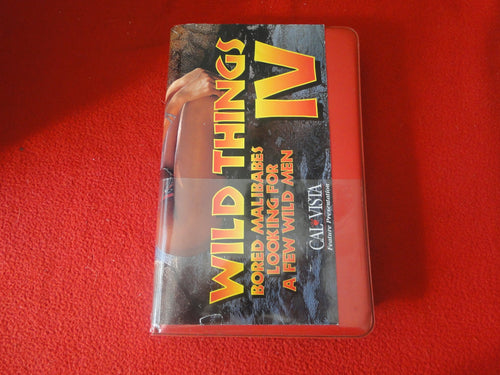 WILD THINGS
IV
BORED MALIBABES
LOOKING FOR
A FEW WILD MEN
CAL VISTA
Feature Presentation